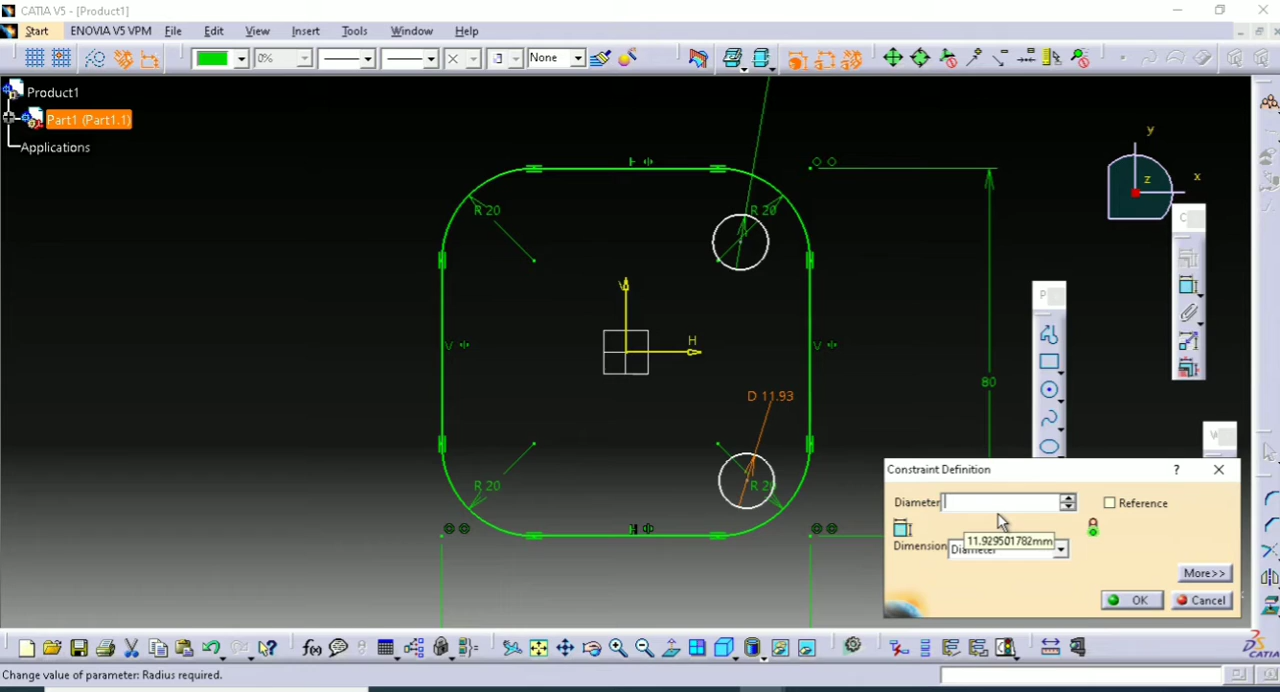 CATIA V5 - [Product1]
Start ENOVIA V5 VPM File Edit View Insert Tools Window Help
0% None
Product1
Part1 (Part1.1)
Applications
y
z x
R 20
R 20
V
H
80
D 11.93
R 20
R 20
C
P
Constraint Definition ?
Diameter Reference
11.929501782mm
Dimension Diameter
More>>
OK Cancel
f(x)
Change value of parameter: Radius required.